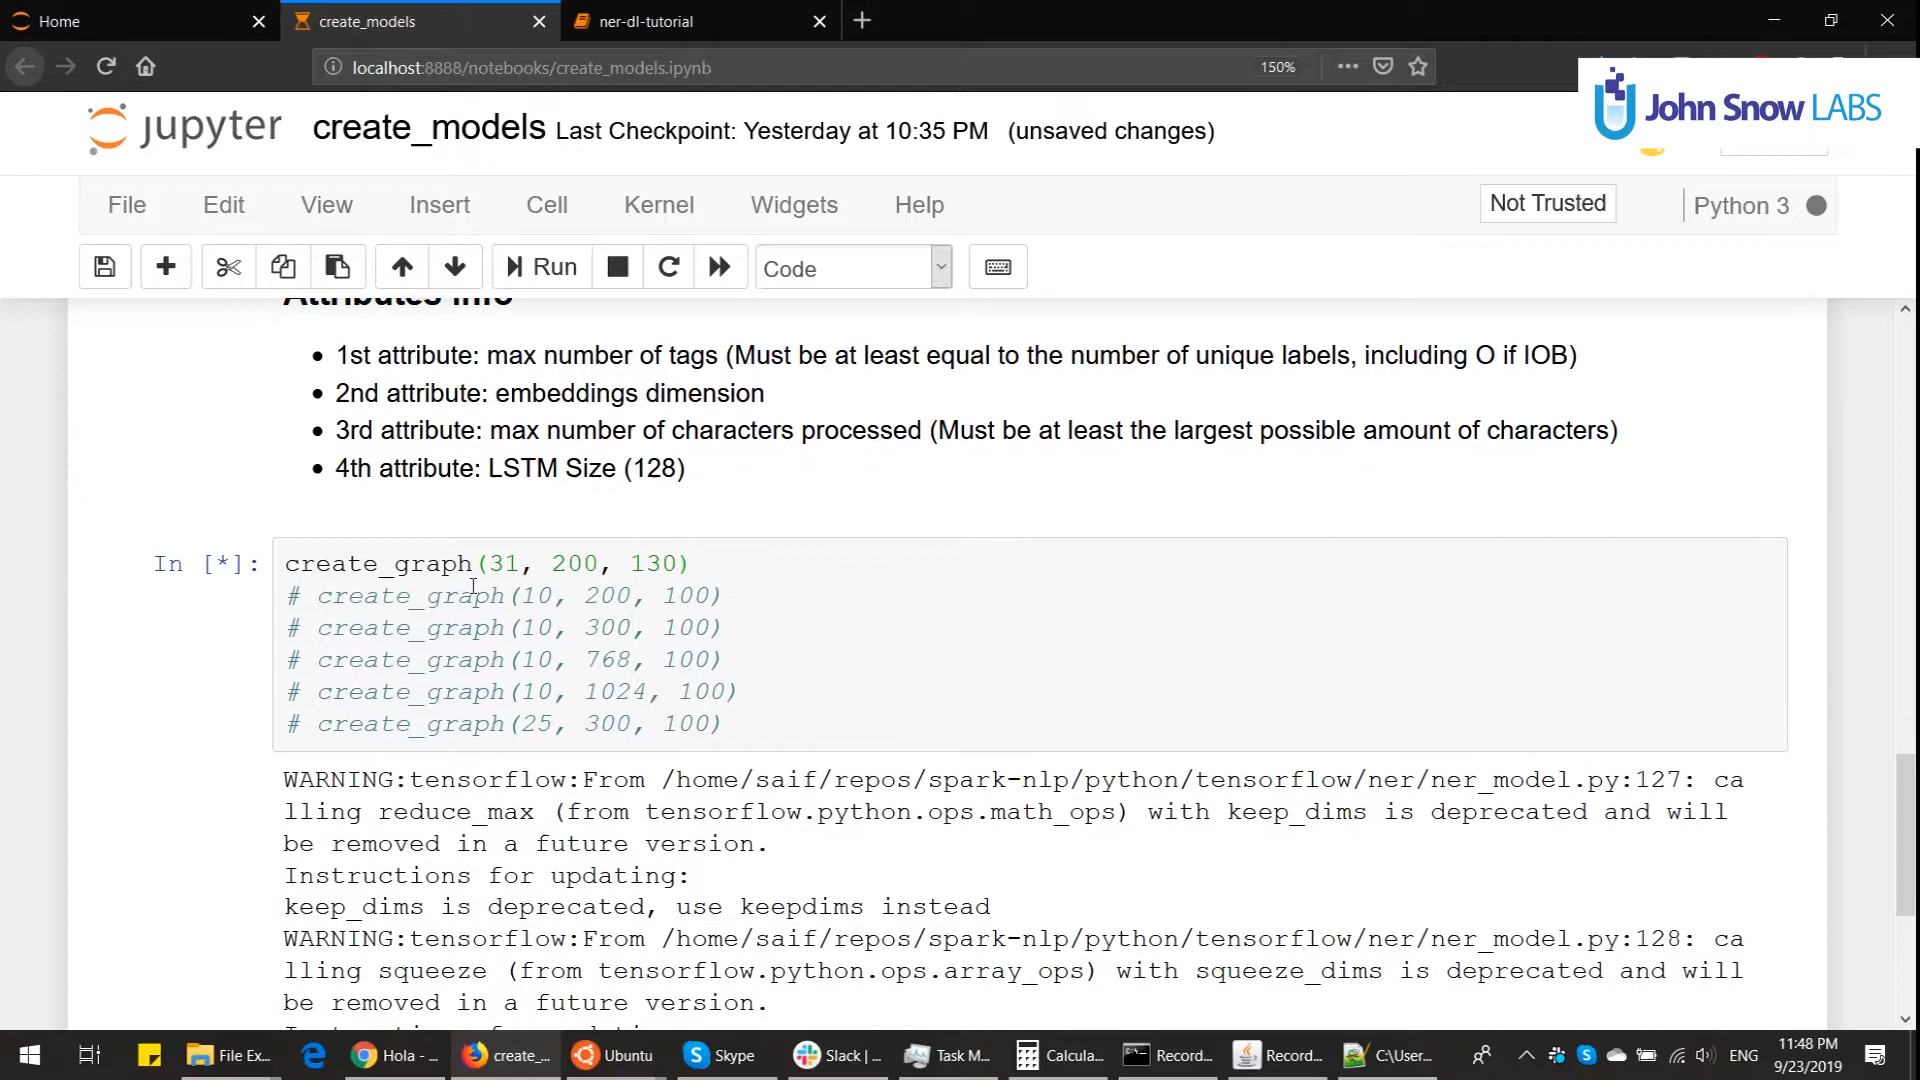 Home
create_models
ner-dl-tutorial
localhost:8888/notebooks/create_models.ipynb
150%
John Snow LABS
jupyter create_models Last Checkpoint: Yesterday at 10:35 PM (unsaved changes)
File Edit View Insert Cell Kernel Widgets Help
Not Trusted
Python 3
Run
Code
Attributes Info
• 1st attribute: max number of tags (Must be at least equal to the number of unique labels, including O if IOB)
• 2nd attribute: embeddings dimension
• 3rd attribute: max number of characters processed (Must be at least the largest possible amount of characters)
• 4th attribute: LSTM Size (128)
In [*]: create_graph(31, 200, 130)
# create_graph(10, 200, 100)
# create_graph(10, 300, 100)
# create_graph(10, 768, 100)
# create_graph(10, 1024, 100)
# create_graph(25, 300, 100)
WARNING:tensorflow:From /home/saif/repos/spark-nlp/python/tensorflow/ner/ner_model.py:127: ca
lling reduce_max (from tensorflow.python.ops.math_ops) with keep_dims is deprecated and will
be removed in a future version.
Instructions for updating:
keep_dims is deprecated, use keepdims instead
WARNING:tensorflow:From /home/saif/repos/spark-nlp/python/tensorflow/ner/ner_model.py:128: ca
lling squeeze (from tensorflow.python.ops.array_ops) with squeeze_dims is deprecated and will
be removed in a future version.
File Ex...
Hola - ...
create_...
Ubuntu
Skype
Slack | ...
Task M...
Calcula...
Record...
Record...
C:\User...
ENG
11:48 PM
9/23/2019